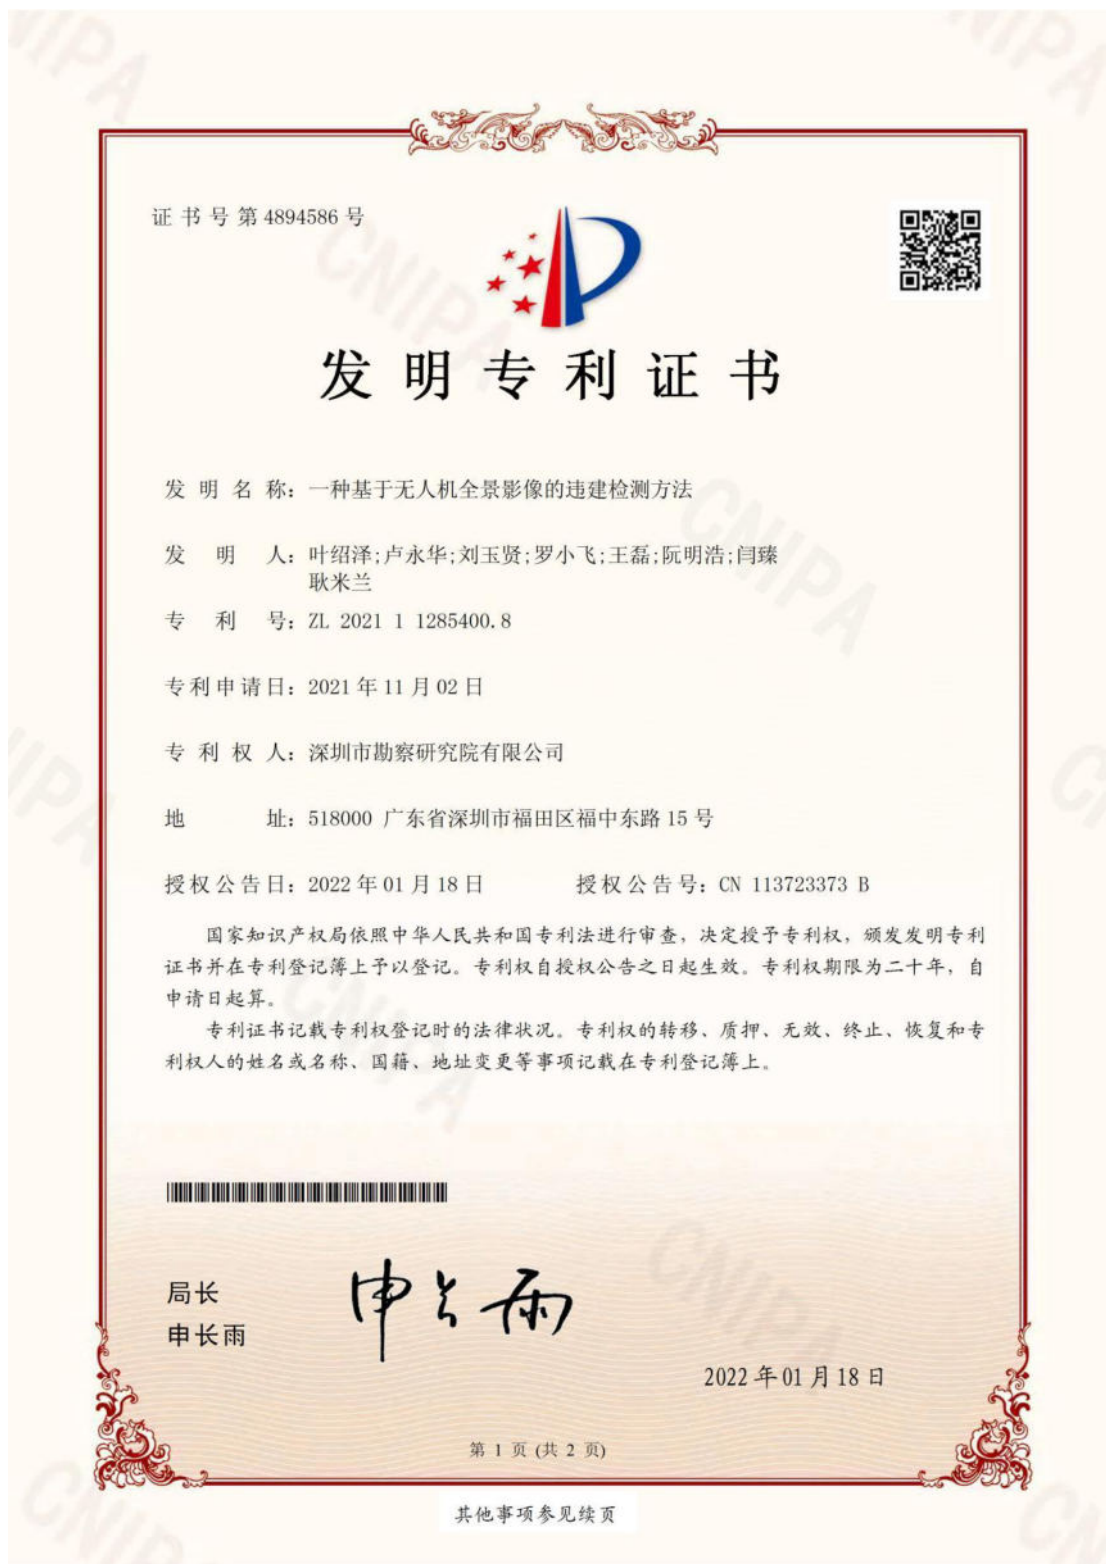 证书号第4894586号
发明专利证书
发明名称：一种基于无人机全景影像的违建检测方法
发明人：叶绍泽;卢永华;刘玉贤;罗小飞;王磊;阮明浩;闫臻
耿米兰
专利号：ZL 2021 1 1285400.8
专利申请日：2021年11月02日
专利权人：深圳市勘察研究院有限公司
地址：518000 广东省深圳市福田区福中东路15号
授权公告日：2022年01月18日 授权公告号：CN 113723373 B
国家知识产权局依照中华人民共和国专利法进行审查，决定授予专利权，颁发发明专利
证书并在专利登记簿上予以登记。专利权自授权公告之日起生效。专利权期限为二十年，自
申请日起算。
专利证书记载专利权登记时的法律状况。专利权的转移、质押、无效、终止、恢复和专
利权人的姓名或名称、国籍、地址变更等事项记载在专利登记簿上。
局长
申长雨
申长雨
2022年01月18日
第 1 页 (共 2 页)
其他事项参见续页
CNIPA